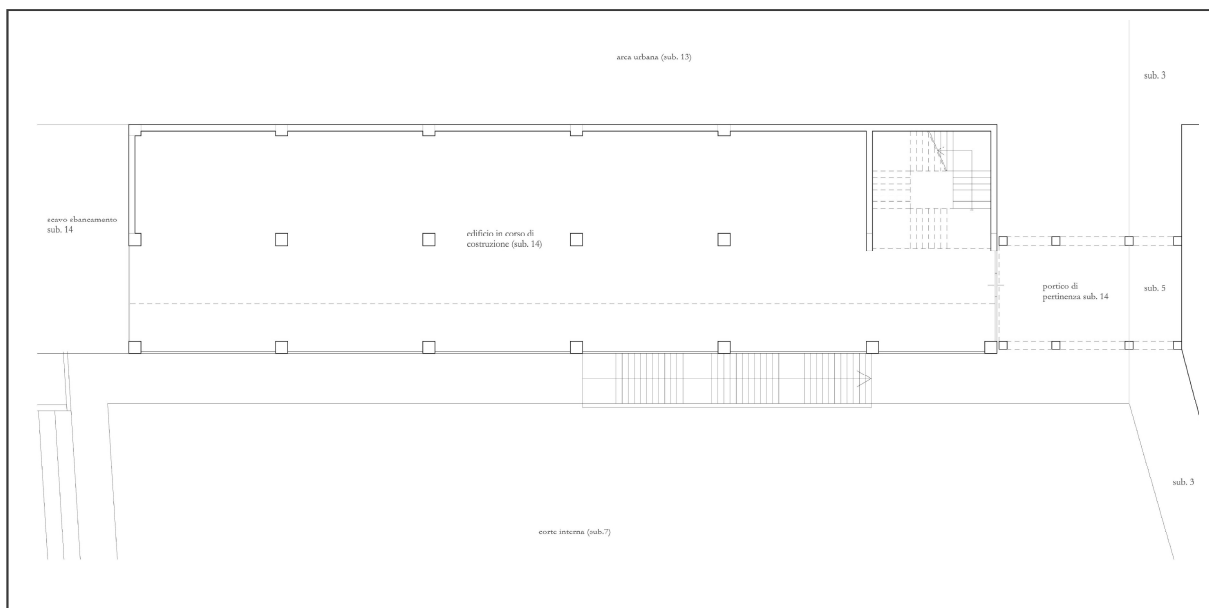 area urbana (sub. 13)
sub. 3
scavo sbancamento
sub. 14
edificio in corso di
costruzione (sub. 14)
portico di
pertinenza sub. 14
sub. 5
sub. 3
corte interna (sub.7)